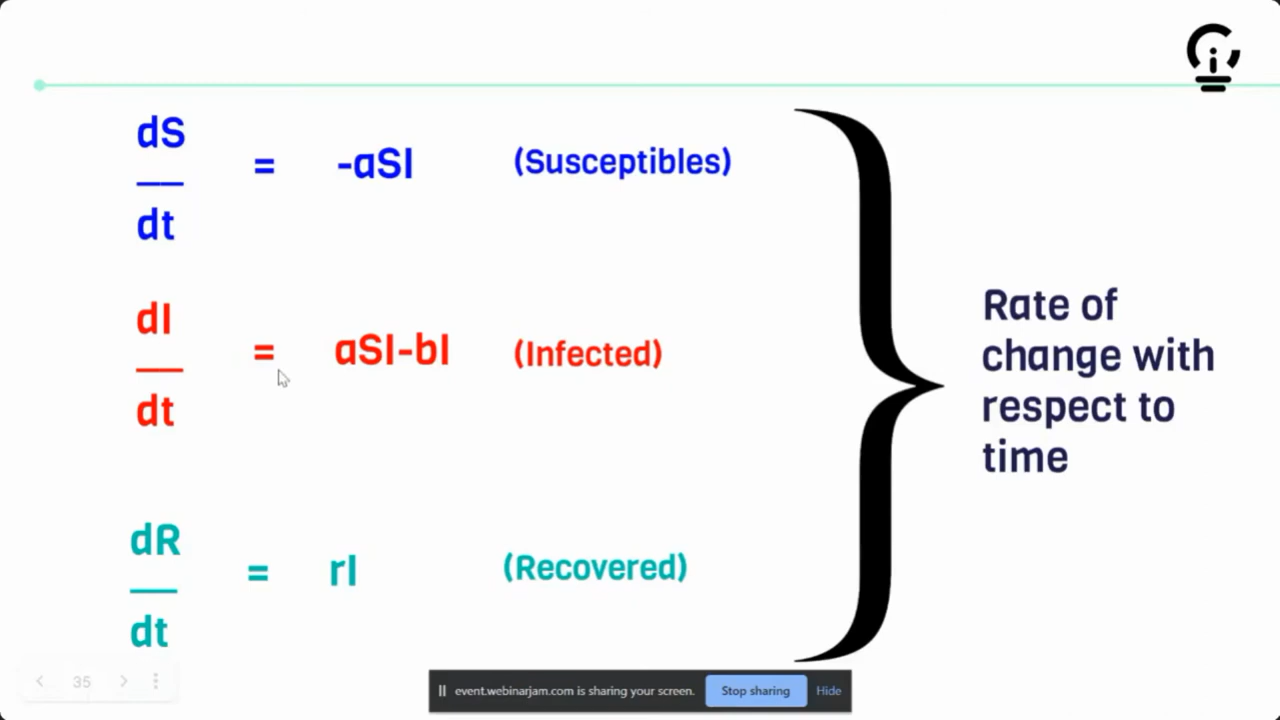 dS
dt
= -aSI (Susceptibles)
dI
dt
= aSI-bI (Infected)
dR
dt
= rI (Recovered)
Rate of
change with
respect to
time
35
event.webinarjam.com is sharing your screen. Stop sharing Hide